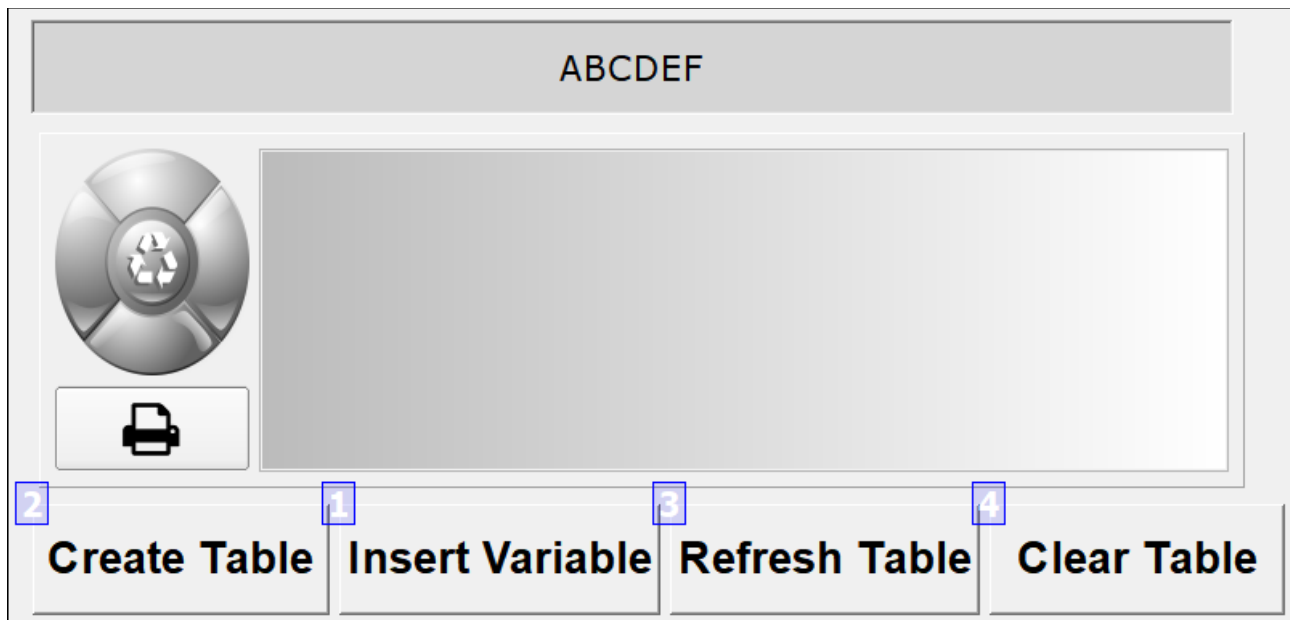 ABCDEF
2
1
3
4
Create Table
Insert Variable
Refresh Table
Clear Table